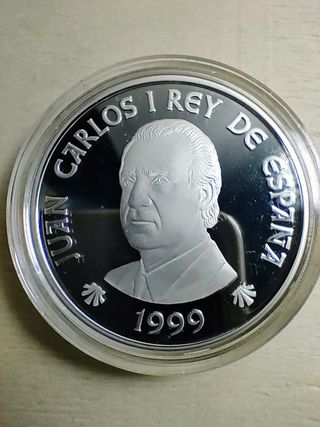 JUAN CARLOS I REY DE ESPAÑA
1999